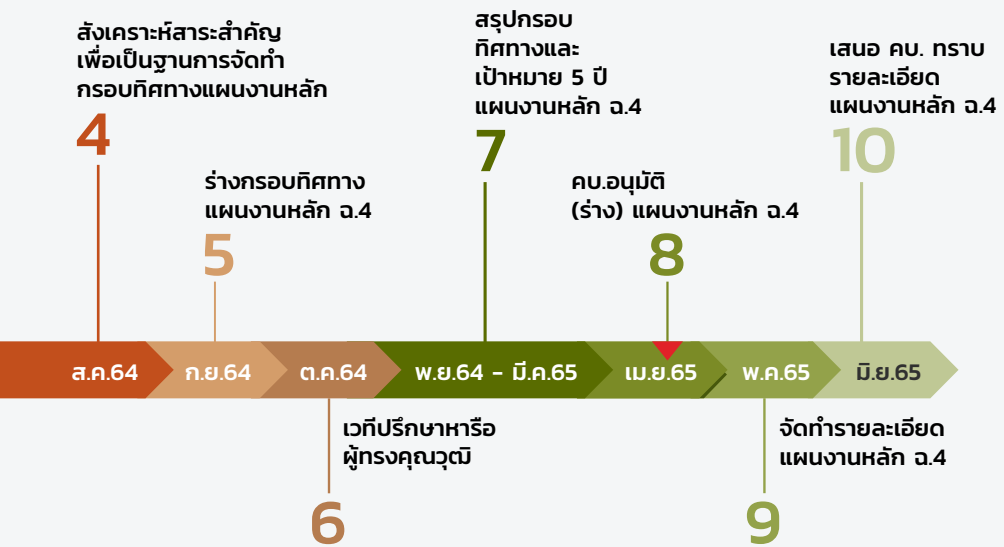 สังเคราะห์สาระสำคัญ
เพื่อเป็นฐานการจัดทำ
กรอบทิศทางแผนงานหลัก
4
ร่างกรอบทิศทาง
แผนงานหลัก ฉ.4
5
สรุปกรอบ
ทิศทางและ
เป้าหมาย 5 ปี
แผนงานหลัก ฉ.4
7
คบ.อนุมัติ
(ร่าง) แผนงานหลัก ฉ.4
8
เสนอ คบ. ทราบ
รายละเอียด
แผนงานหลัก ฉ.4
10
ส.ค.64
ก.ย.64
ต.ค.64
พ.ย.64 - มี.ค.65
เม.ย.65
พ.ค.65
มิ.ย.65
เวทีปรึกษาหารือ
ผู้ทรงคุณวุฒิ
6
จัดทำรายละเอียด
แผนงานหลัก ฉ.4
9